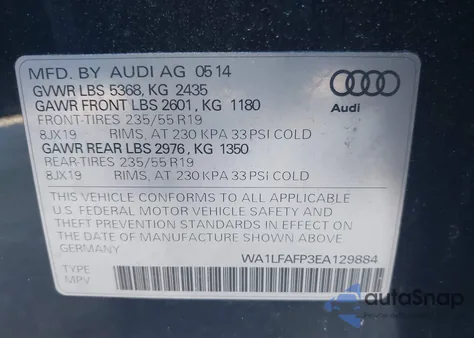 MFD. BY AUDI AG 05 14
GVWR LBS 5368, KG 2435
GAWR FRONT LBS 2601, KG 1180
FRONT-TIRES 235/55 R19
8JX19 RIMS, AT 230 KPA 33 PSI COLD
GAWR REAR LBS 2976, KG 1350
REAR-TIRES 235/55 R19
8JX19 RIMS, AT 230 KPA 33 PSI COLD
Audi
THIS VEHICLE CONFORMS TO ALL APPLICABLE
U.S. FEDERAL MOTOR VEHICLE SAFETY AND
THEFT PREVENTION STANDARDS IN EFFECT ON
THE DATE OF MANUFACTURE SHOWN ABOVE
GERMANY
WA1LFAFP3EA129884
TYPE
MPV
autoSnap